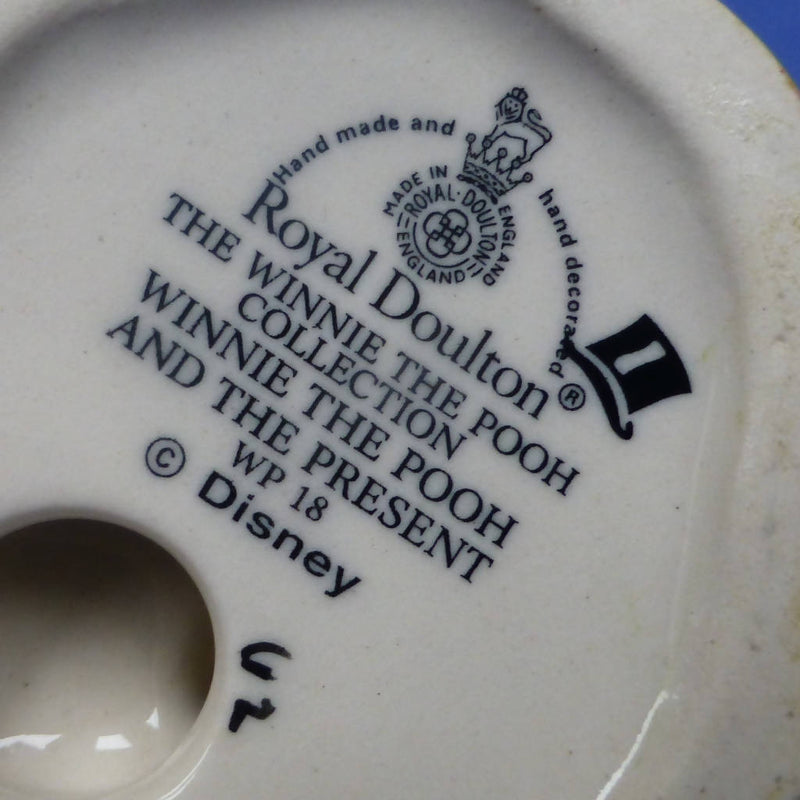 Hand made and
hand decorated
MADE IN
ENGLAND
ROYAL · DOULTON
ENGLAND
Royal Doulton ®
THE WINNIE THE POOH
COLLECTION
WINNIE THE POOH
AND THE PRESENT
WP 18
© Disney
1